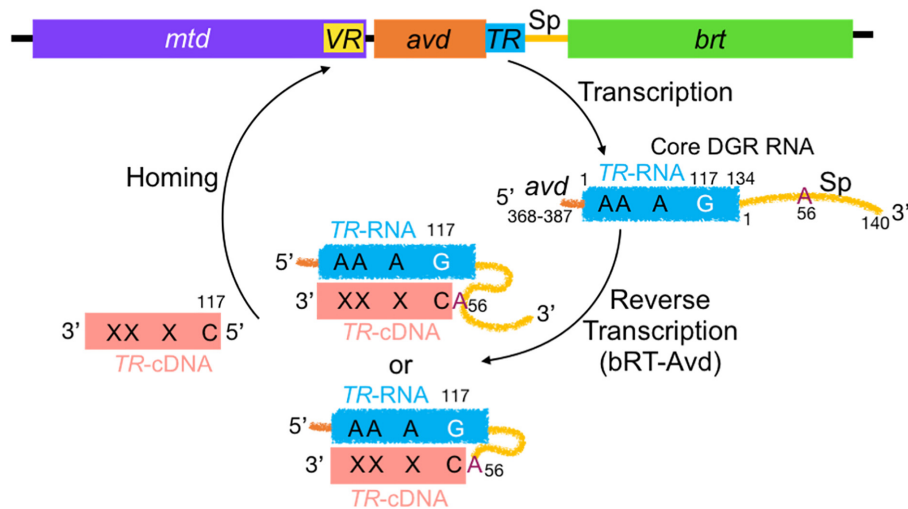 Sp
mtd VR avd TR brt
Transcription
Core DGR RNA
Homing
1 TR-RNA 117 134
5’ avd AA A G A Sp
368-387 1 56 140 3’
TR-RNA 117
5’ AA A G
3’ XX X C A56 3’
TR-cDNA
117
3’ XX X C 5’
TR-cDNA
Reverse
Transcription
(bRT-Avd)
or
TR-RNA 117
5’ AA A G
3’ XX X C A56
TR-cDNA